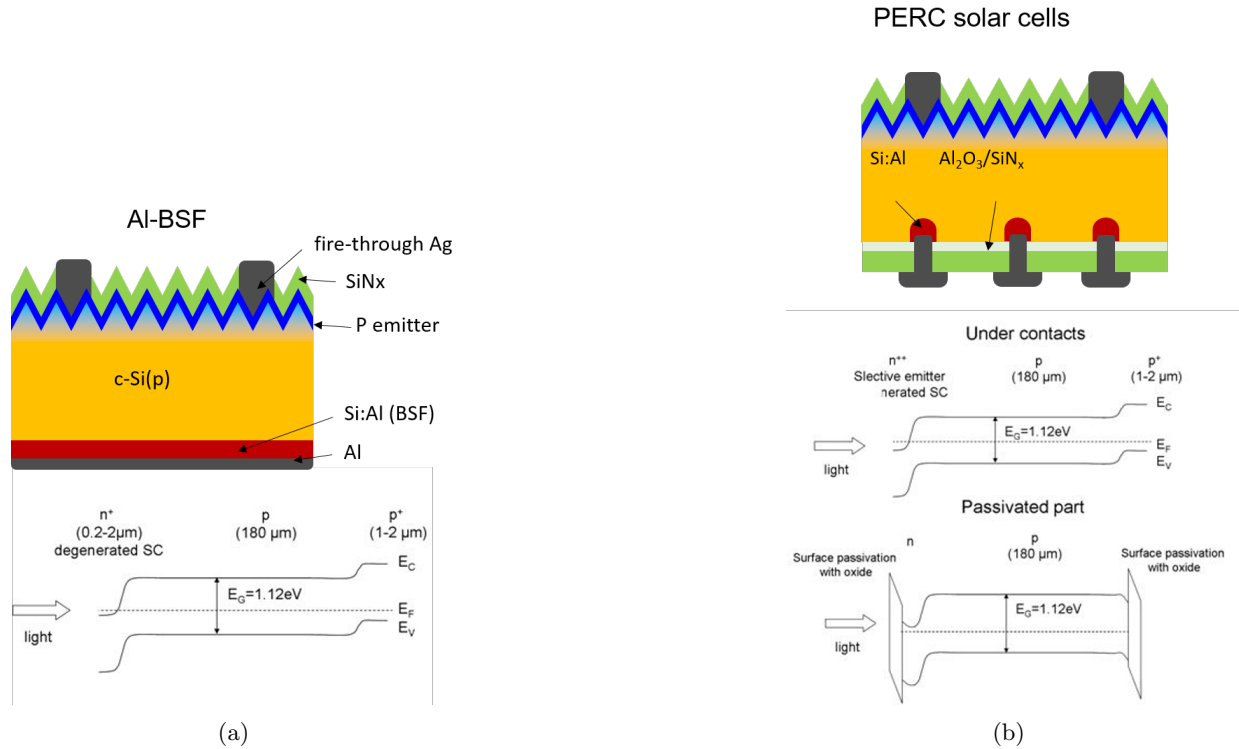 Al-BSF
fire-through Ag
SiNx
P emitter
c-Si(p)
Si:Al (BSF)
Al
n⁺
(0.2-2µm)
degenerated SC
p
(180 µm)
p⁺
(1-2 µm)
E_C
E_G=1.12eV
E_F
E_V
light
(a)
PERC solar cells
Si:Al
Al₂O₃/SiNₓ
Under contacts
n⁺⁺
Slective emitter
nerated SC
p
(180 µm)
p⁺
(1-2 µm)
E_C
E_G=1.12eV
E_F
E_V
light
Passivated part
n
p
(180 µm)
Surface passivation
with oxide
Surface passivation
with oxide
E_G=1.12eV
light
(b)